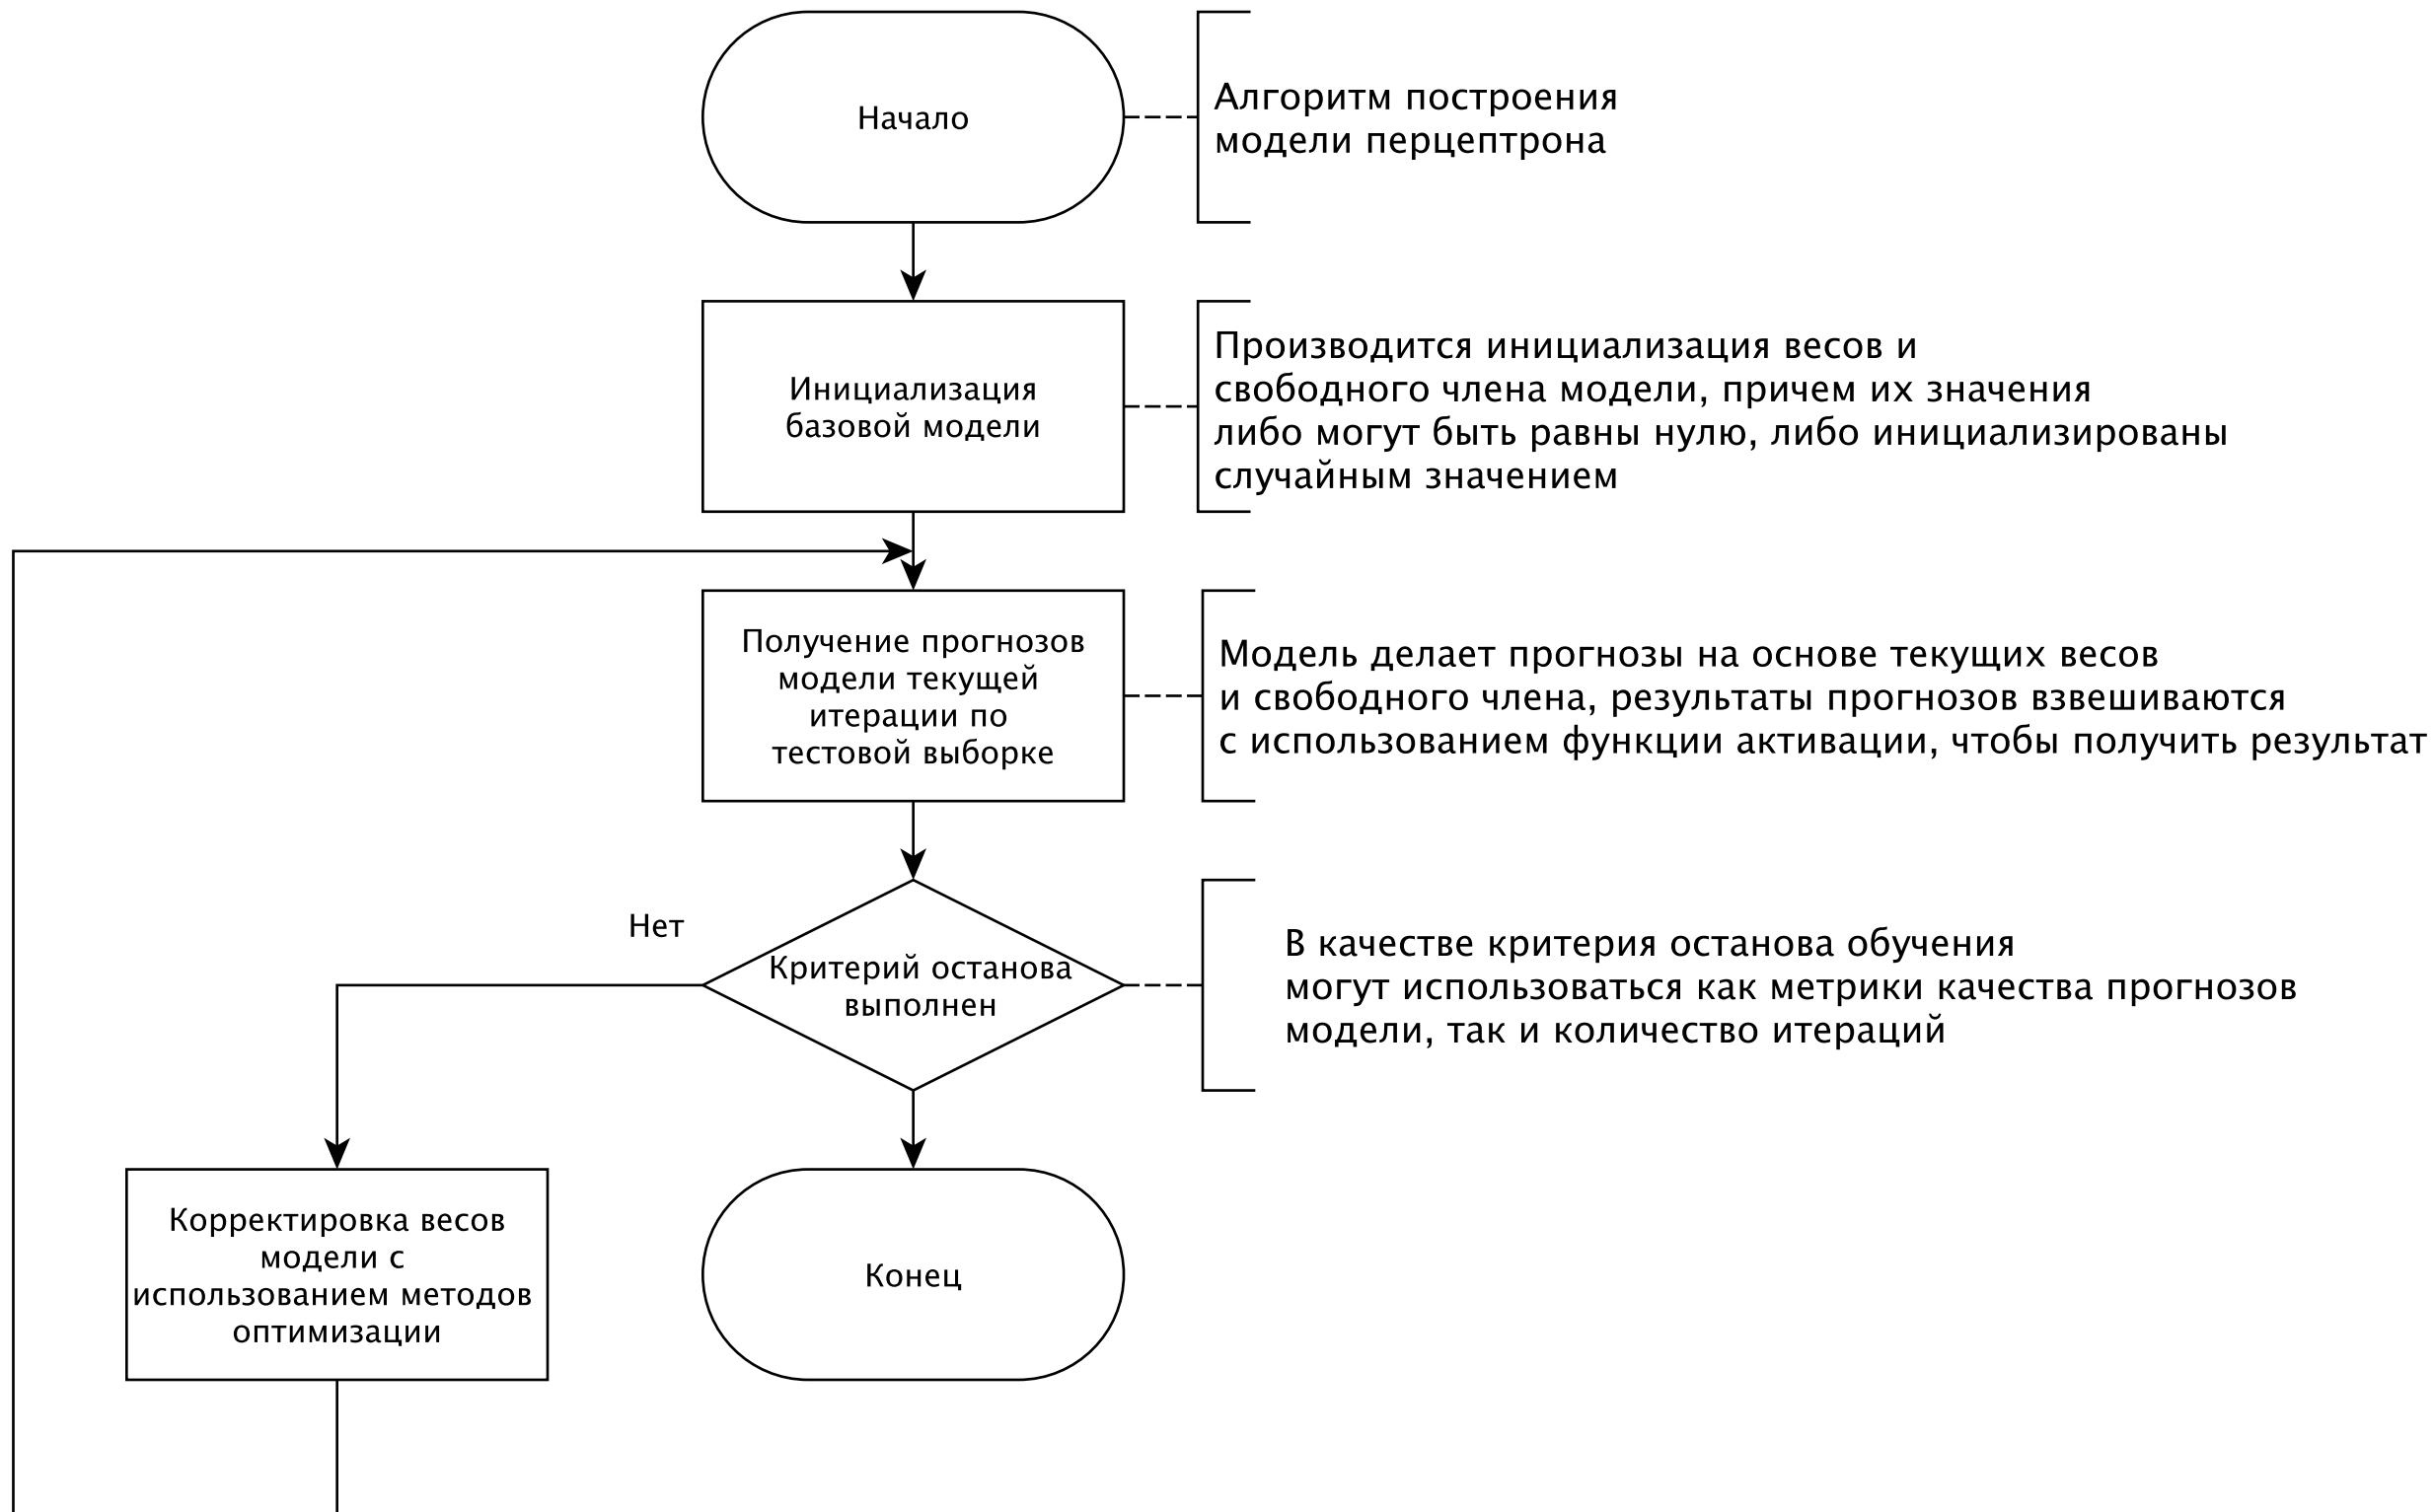 Начало
Алгоритм построения
модели перцептрона
Инициализация
базовой модели
Производится инициализация весов и
свободного члена модели, причем их значения
либо могут быть равны нулю, либо инициализированы
случайным значением
Получение прогнозов
модели текущей
итерации по
тестовой выборке
Модель делает прогнозы на основе текущих весов
и свободного члена, результаты прогнозов взвешиваются
с использованием функции активации, чтобы получить результат
Нет
Критерий останова
выполнен
В качестве критерия останова обучения
могут использоваться как метрики качества прогнозов
модели, так и количество итераций
Корректировка весов
модели с
использованием методов
оптимизации
Конец